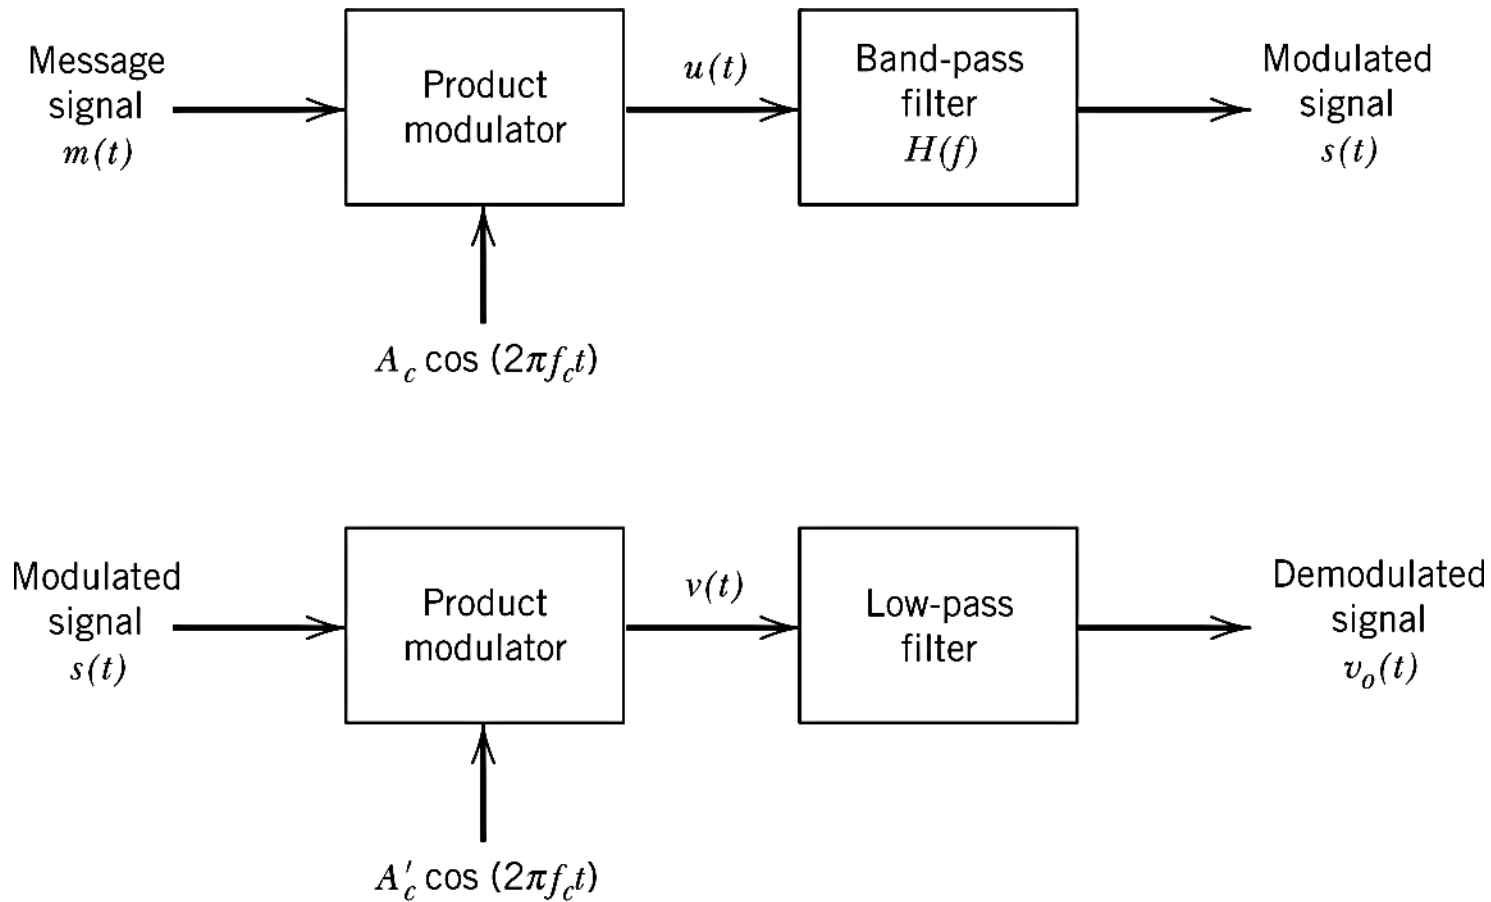 Message
signal
m(t)
Product
modulator
u(t)
Band-pass
filter
H(f)
Modulated
signal
s(t)
A_c cos (2πf_ct)
Modulated
signal
s(t)
Product
modulator
v(t)
Low-pass
filter
Demodulated
signal
v_o(t)
A′_c cos (2πf_ct)